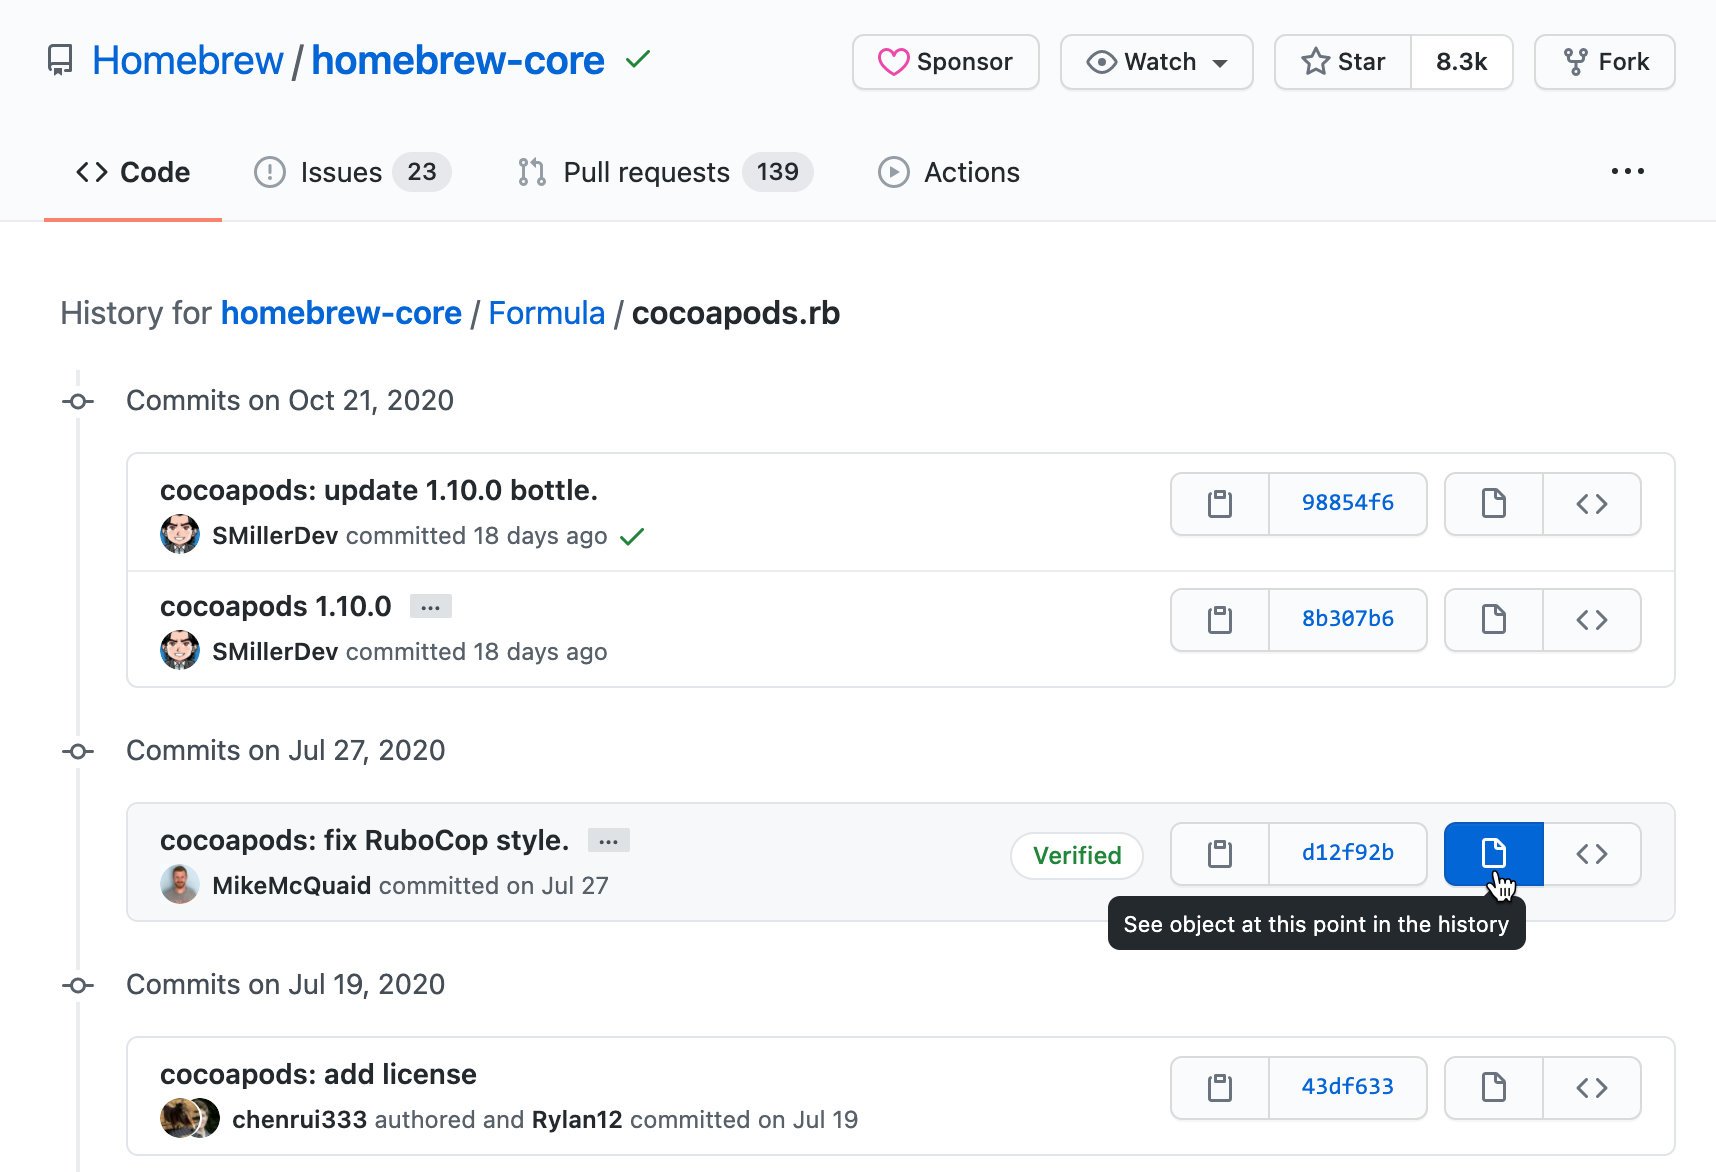 Homebrew / homebrew-core
Sponsor
Watch
Star 8.3k
Fork
Code
Issues 23
Pull requests 139
Actions
...
History for homebrew-core / Formula / cocoapods.rb
Commits on Oct 21, 2020
cocoapods: update 1.10.0 bottle.
98854f6
SMillerDev committed 18 days ago
cocoapods 1.10.0 ...
8b307b6
SMillerDev committed 18 days ago
Commits on Jul 27, 2020
cocoapods: fix RuboCop style. ...
Verified
d12f92b
MikeMcQuaid committed on Jul 27
See object at this point in the history
Commits on Jul 19, 2020
cocoapods: add license
43df633
chenrui333 authored and Rylan12 committed on Jul 19